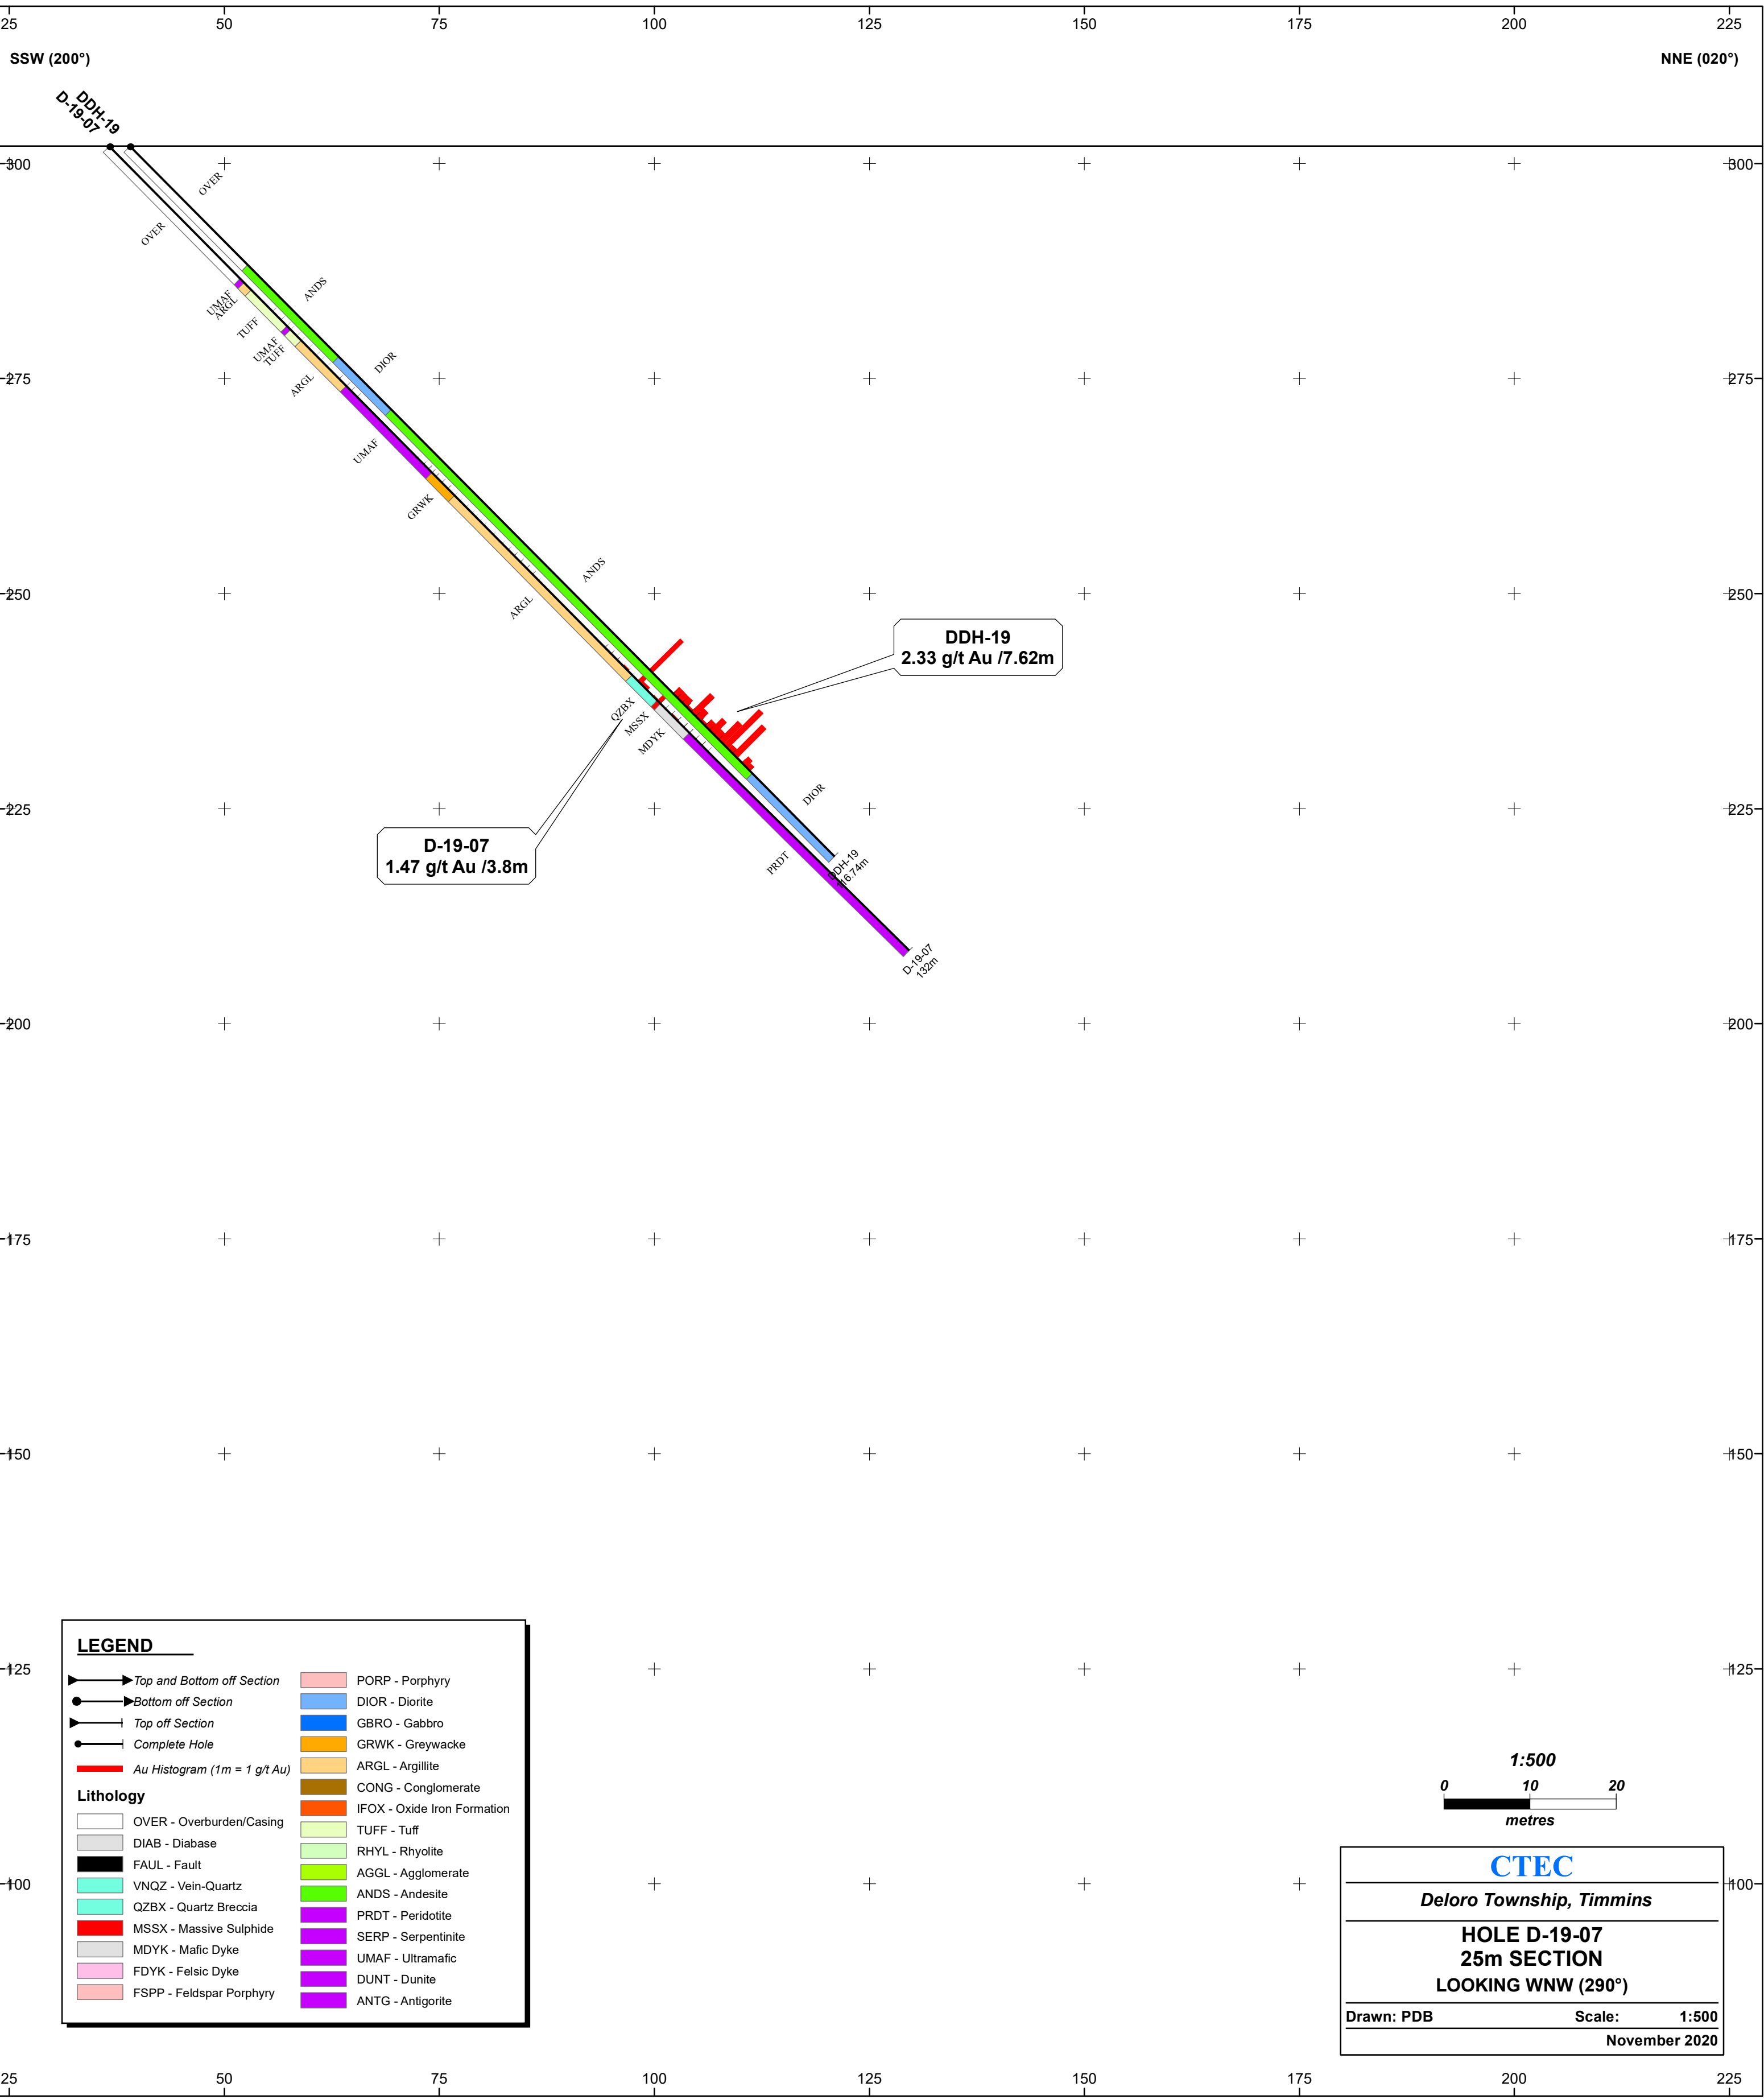 25 50 75 100 125 150 175 200 225
SSW (200°) NNE (020°)
DDH-19
D-19-07
300 300
OVER
OVER
ANDS
UMAF
ARGL
TUFF
UMAF
TUFF
DIOR
ARGL
275 275
UMAF
GRWK
250 250
ANDS
ARGL
DDH-19
2.33 g/t Au /7.62m
QZBX
MSSX
MDYK
DIOR
225 225
D-19-07
1.47 g/t Au /3.8m
PRDT
DDH-19
116.74m
D-19-07
132m
200 200
175 175
150 150
125 125
100 100
LEGEND
Top and Bottom off Section
Bottom off Section
Top off Section
Complete Hole
Au Histogram (1m = 1 g/t Au)
Lithology
OVER - Overburden/Casing
DIAB - Diabase
FAUL - Fault
VNQZ - Vein-Quartz
QZBX - Quartz Breccia
MSSX - Massive Sulphide
MDYK - Mafic Dyke
FDYK - Felsic Dyke
FSPP - Feldspar Porphyry
PORP - Porphyry
DIOR - Diorite
GBRO - Gabbro
GRWK - Greywacke
ARGL - Argillite
CONG - Conglomerate
IFOX - Oxide Iron Formation
TUFF - Tuff
RHYL - Rhyolite
AGGL - Agglomerate
ANDS - Andesite
PRDT - Peridotite
SERP - Serpentinite
UMAF - Ultramafic
DUNT - Dunite
ANTG - Antigorite
1:500
0 10 20
metres
CTEC
Deloro Township, Timmins
HOLE D-19-07
25m SECTION
LOOKING WNW (290°)
Drawn: PDB Scale: 1:500
November 2020
25 50 75 100 125 150 175 200 225